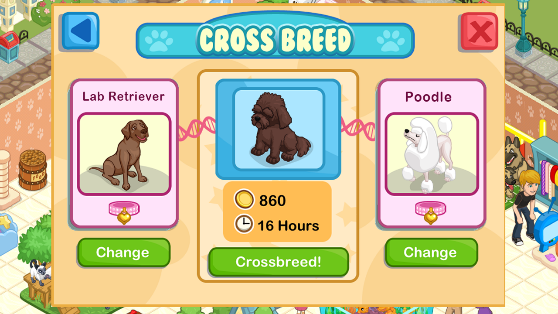 CROSS BREED
Lab Retriever
Poodle
860
16 Hours
Change
Crossbreed!
Change